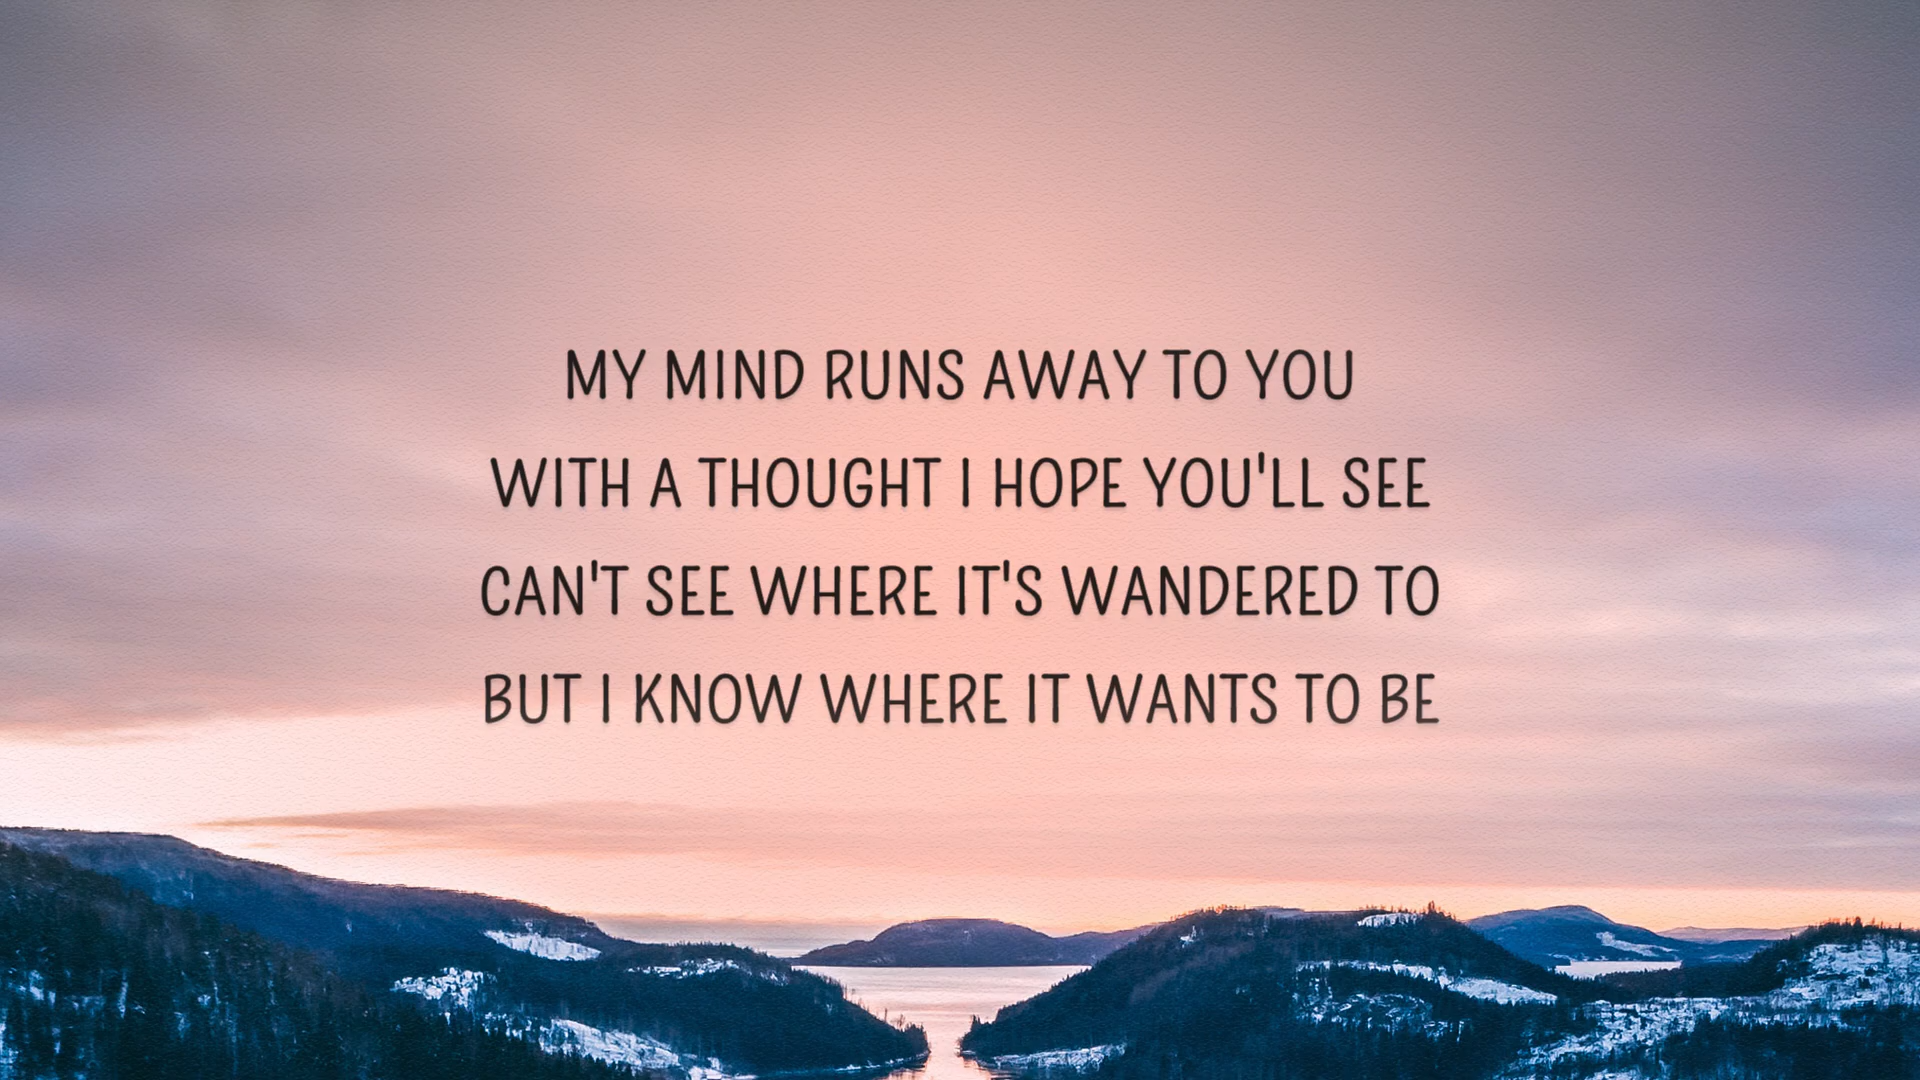 MY MIND RUNS AWAY TO YOU
WITH A THOUGHT I HOPE YOU'LL SEE
CAN'T SEE WHERE IT'S WANDERED TO
BUT I KNOW WHERE IT WANTS TO BE